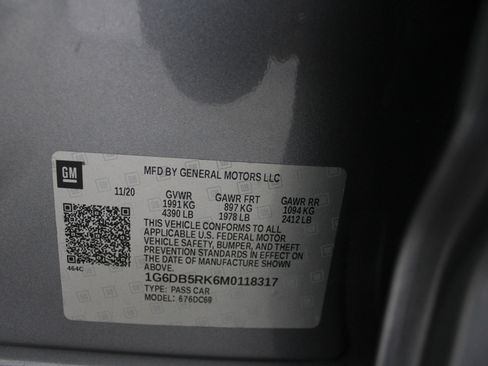 GM
MFD BY GENERAL MOTORS LLC
11/20 GVWR GAWR FRT GAWR RR
1991 KG 897 KG 1094 KG
4390 LB 1978 LB 2412 LB
THIS VEHICLE CONFORMS TO ALL
APPLICABLE U.S. FEDERAL MOTOR
VEHICLE SAFETY, BUMPER, AND THEFT
PREVENTION STANDARDS IN EFFECT ON
THE DATE OF MANUFACTURE SHOWN
ABOVE.
464C
1G6DB5RK6M0118317
TYPE: PASS CAR
MODEL: 676DC69